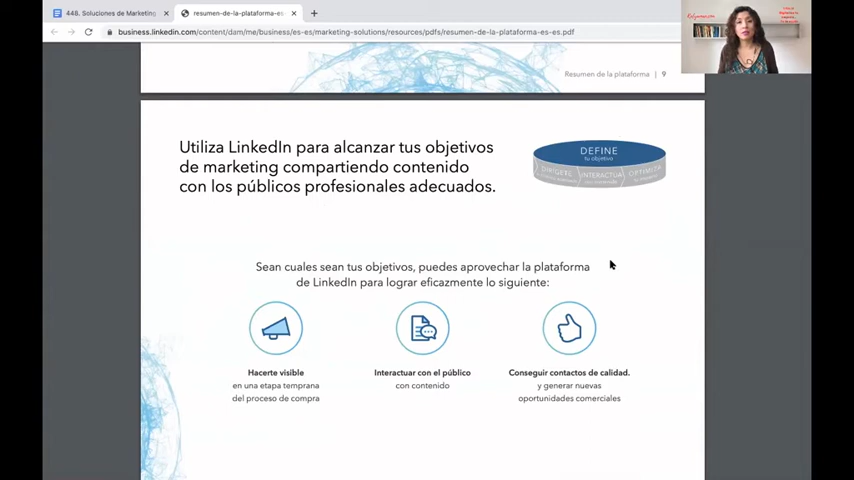 448. Soluciones de Marketing
resumen-de-la-plataforma-es-
business.linkedin.com/content/dam/me/business/es-es/marketing-solutions/resources/pdfs/resumen-de-la-plataforma-es-es.pdf
Resumen de la plataforma | 9
Utiliza LinkedIn para alcanzar tus objetivos
de marketing compartiendo contenido
con los públicos profesionales adecuados.
DEFINE
tu objetivo
DIRÍGETE
INTERACTÚA
OPTIMIZA
Sean cuales sean tus objetivos, puedes aprovechar la plataforma
de LinkedIn para lograr eficazmente lo siguiente:
Hacerte visible
en una etapa temprana
del proceso de compra
Interactuar con el público
con contenido
Conseguir contactos de calidad.
y generar nuevas
oportunidades comerciales